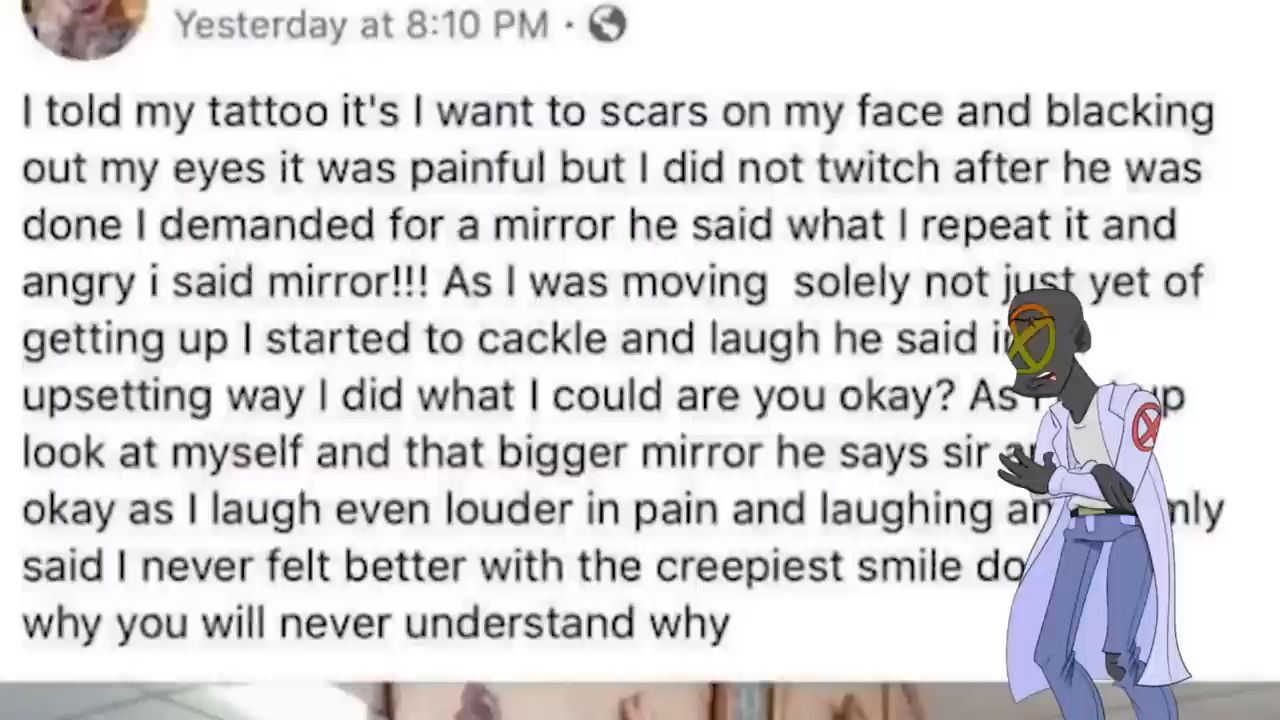 Yesterday at 8:10 PM ·
I told my tattoo it's I want to scars on my face and blacking
out my eyes it was painful but I did not twitch after he was
done I demanded for a mirror he said what I repeat it and
angry i said mirror!!! As I was moving solely not just yet of
getting up I started to cackle and laugh he said
upsetting way I did what I could are you okay? As up
look at myself and that bigger mirror he says sir
okay as I laugh even louder in pain and laughing
said I never felt better with the creepiest smile
why you will never understand why